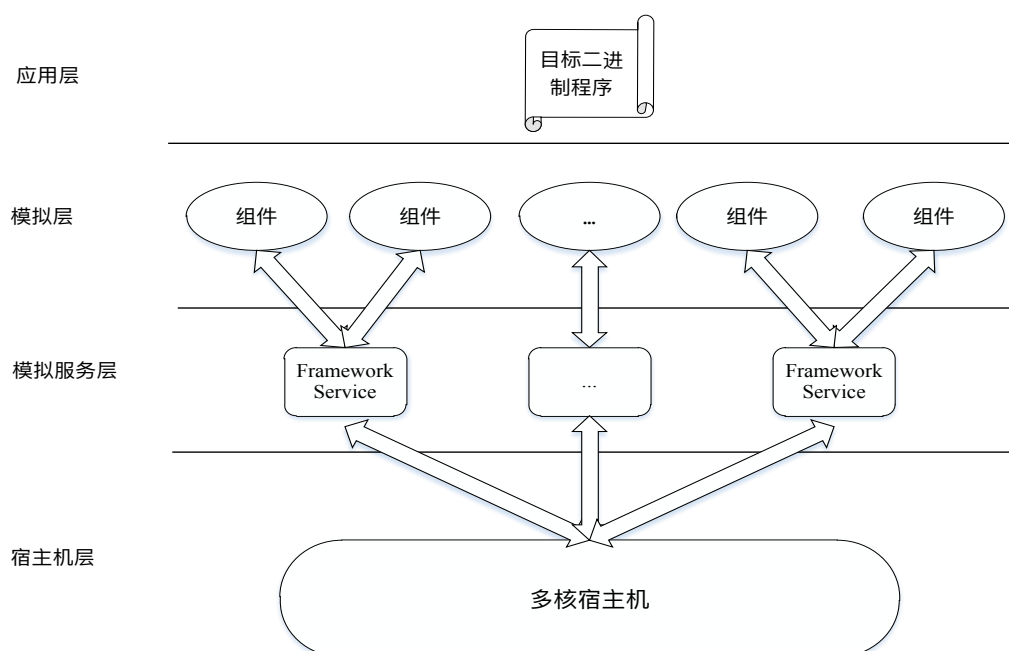 应用层
目标二进
制程序
模拟层
组件
组件
...
组件
组件
模拟服务层
Framework
Service
...
Framework
Service
宿主机层
多核宿主机